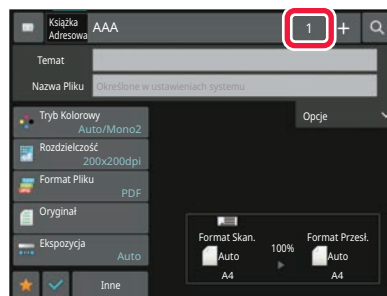 Książka
Adresowa
AAA
1
Temat
Nazwa Pliku
Określone w ustawieniach systemu
Tryb Kolorowy
Auto/Mono2
Opcje
Rozdzielczość
200x200dpi
Format Pliku
PDF
Oryginał
Ekspozycja
Auto
Inne
Format Skan.
100%
Format Przesł.
Auto
Auto
A4
A4